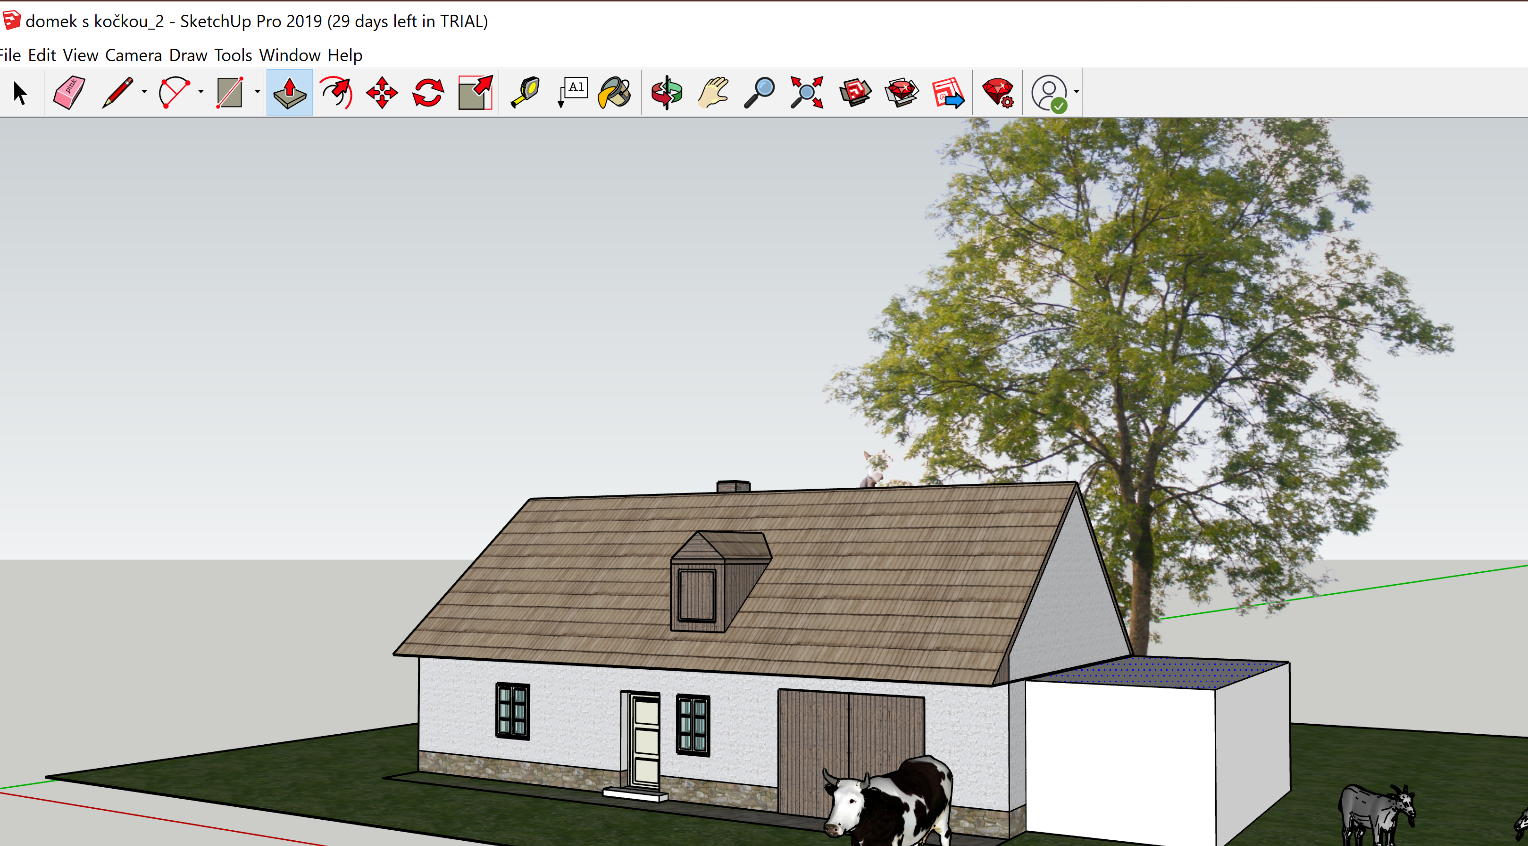 domek s kočkou_2 - SketchUp Pro 2019 (29 days left in TRIAL)
File Edit View Camera Draw Tools Window Help
A1